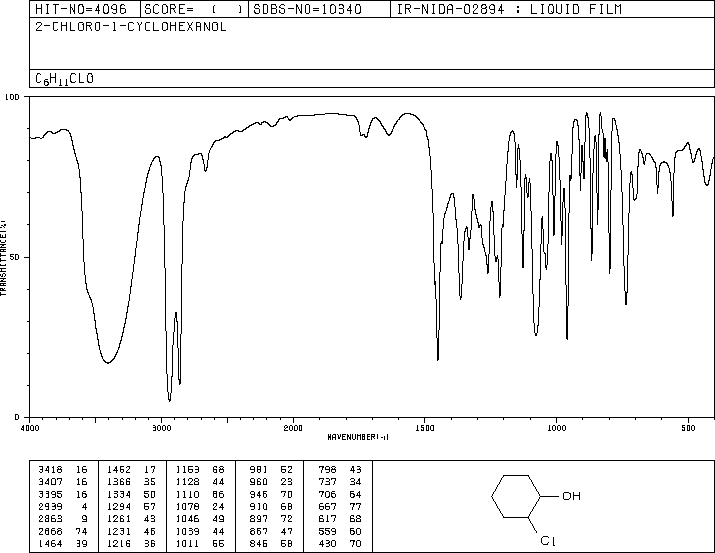 HIT-NO=4096 SCORE= ( ) SDBS-NO=10340 IR-NIDA-02894 : LIQUID FILM
2-CHLORO-1-CYCLOHEXANOL
C6H11CLO
100
50
0
TRANSMITTANCE(%)
4000 3000 2000 1500 1000 500
WAVENUMBER(-1)
3418 16 1452 17 1153 68 981 52 798 43
3407 16 1366 35 1128 44 960 23 737 34
3395 16 1334 50 1110 66 946 70 706 64
2939 4 1294 57 1078 24 910 68 667 77
2863 9 1261 43 1046 49 897 72 617 68
2668 74 1231 46 1039 44 867 47 559 60
1464 39 1216 36 1011 55 846 58 430 70
OH
Cl